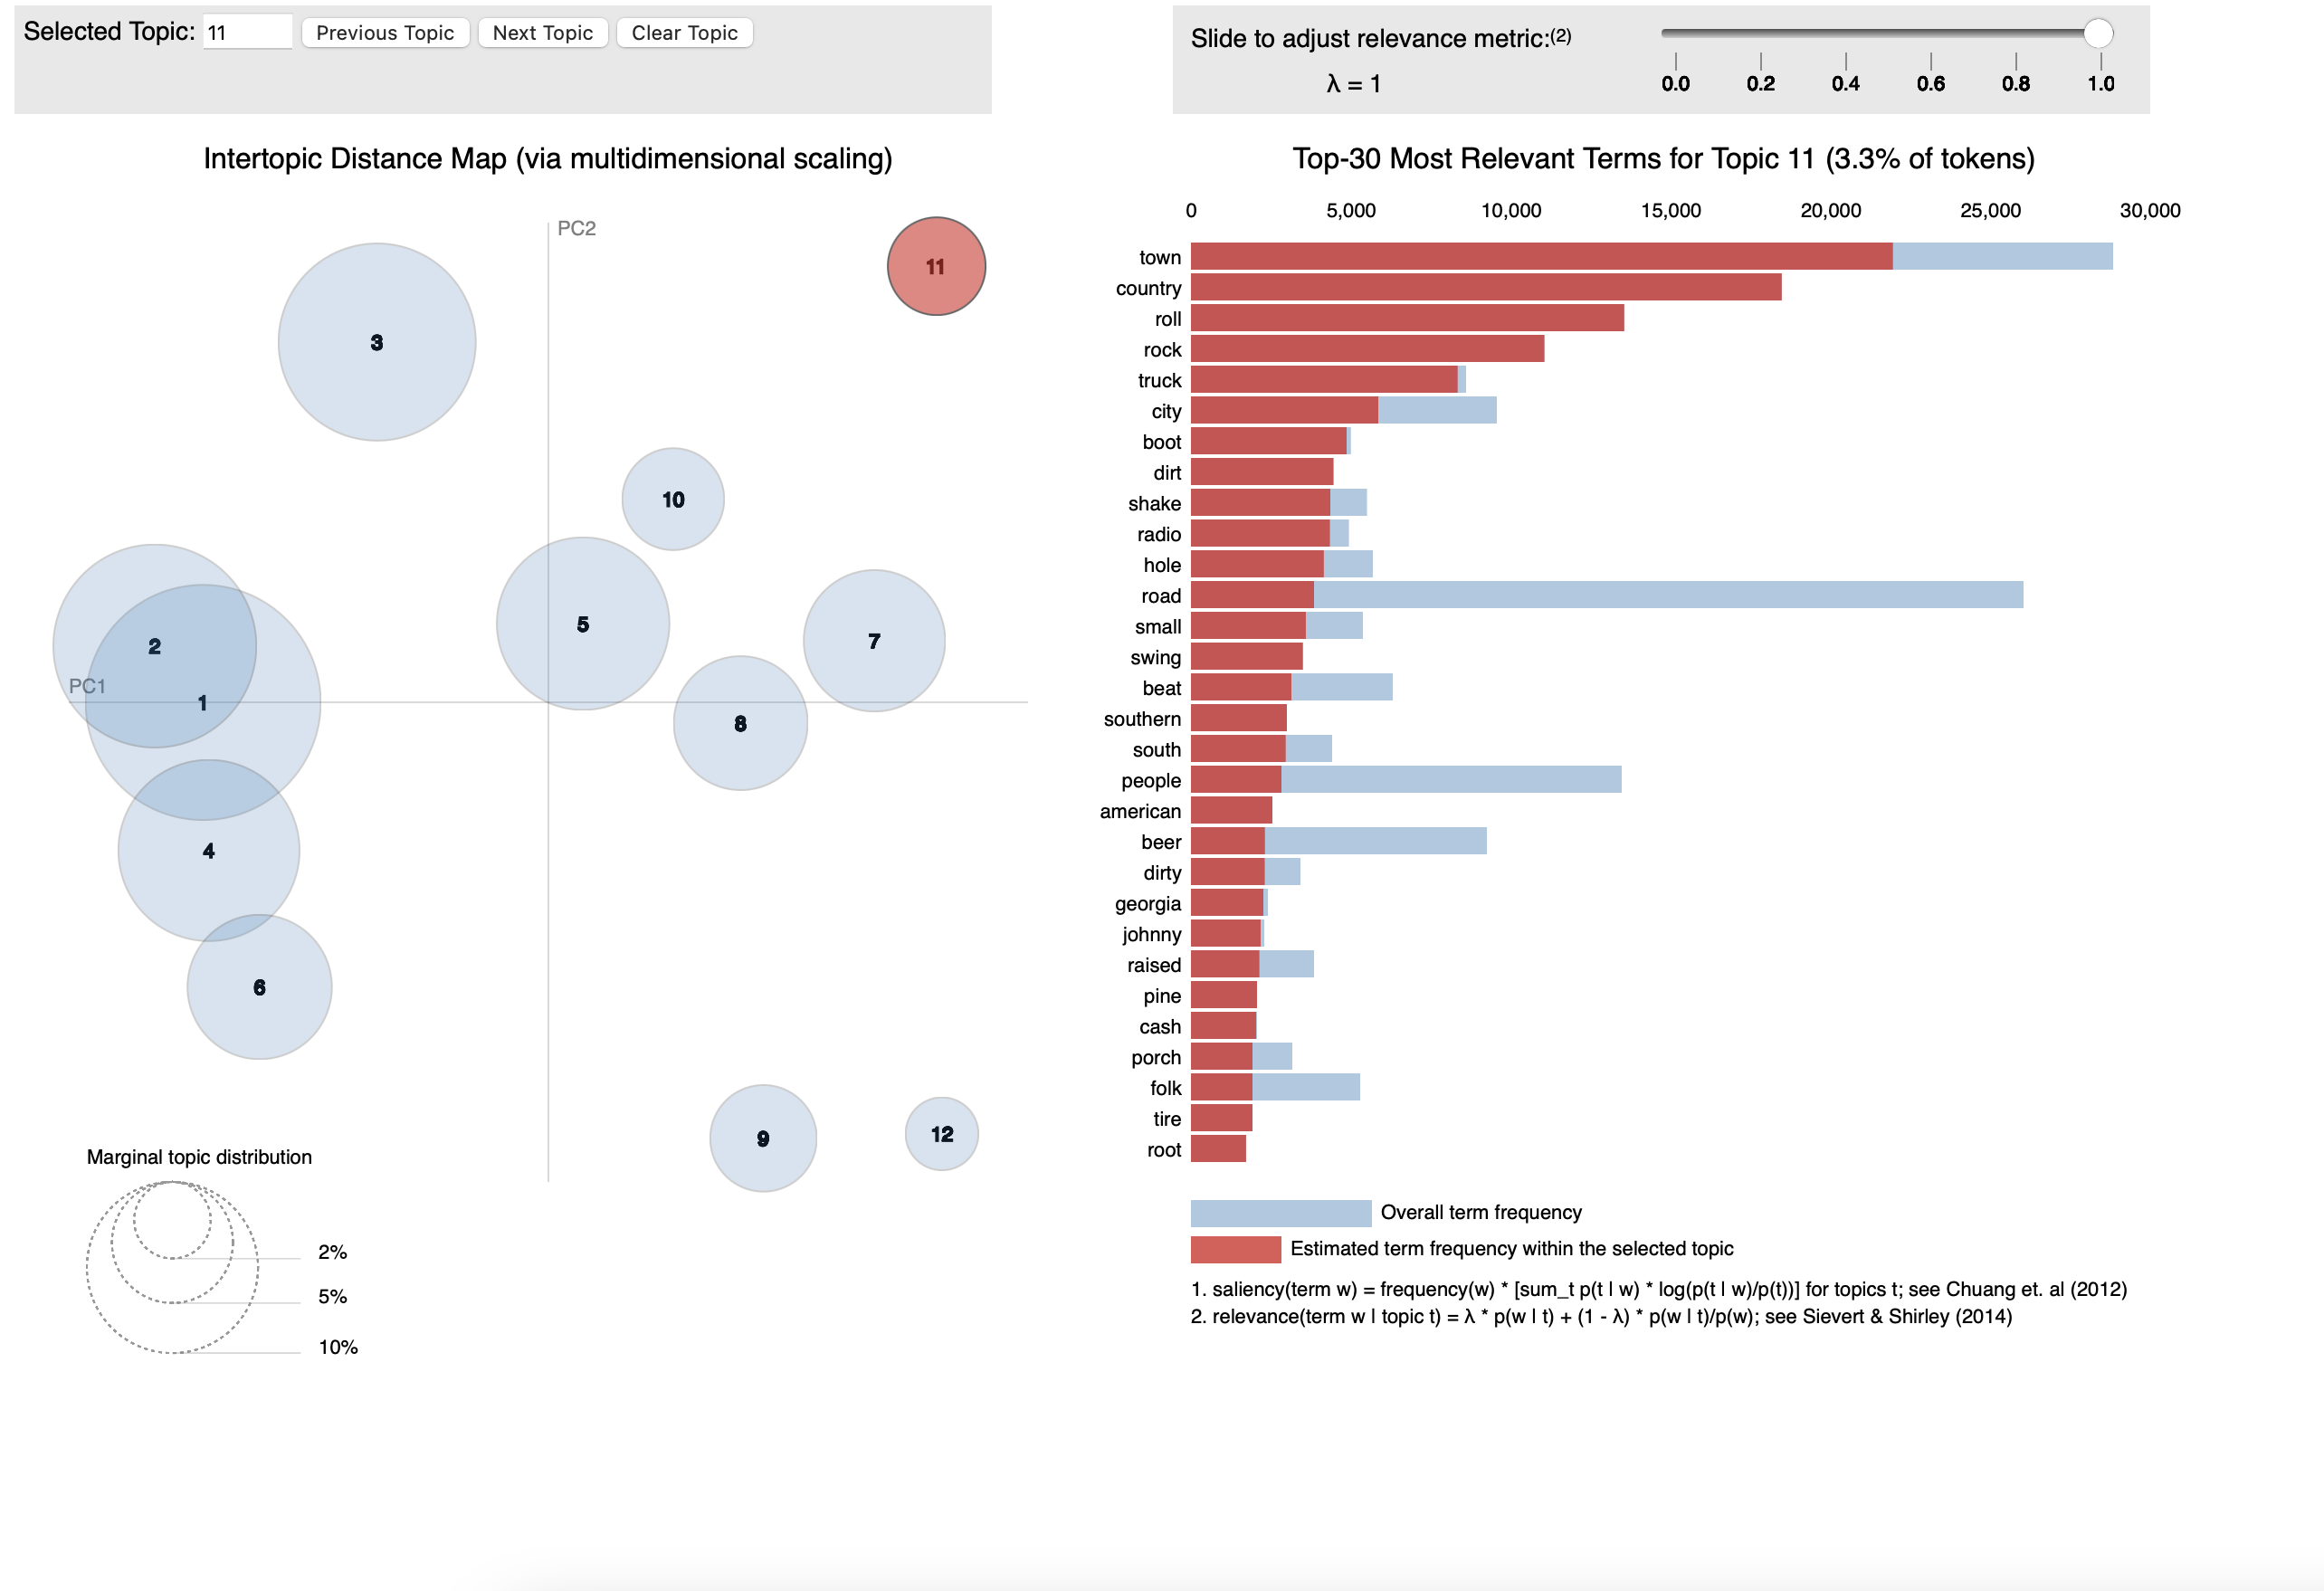 Selected Topic: 11 Previous Topic Next Topic Clear Topic
Slide to adjust relevance metric:(2)
λ = 1
0.0 0.2 0.4 0.6 0.8 1.0
Intertopic Distance Map (via multidimensional scaling)
PC2
11
3
10
5
7
2
PC1
1
8
4
6
9
12
Marginal topic distribution
2%
5%
10%
Top-30 Most Relevant Terms for Topic 11 (3.3% of tokens)
0 5,000 10,000 15,000 20,000 25,000 30,000
town
country
roll
rock
truck
city
boot
dirt
shake
radio
hole
road
small
swing
beat
southern
south
people
american
beer
dirty
georgia
johnny
raised
pine
cash
porch
folk
tire
root
Overall term frequency
Estimated term frequency within the selected topic
1. saliency(term w) = frequency(w) * [sum_t p(t | w) * log(p(t | w)/p(t))] for topics t; see Chuang et. al (2012)
2. relevance(term w | topic t) = λ * p(w | t) + (1 - λ) * p(w | t)/p(w); see Sievert & Shirley (2014)